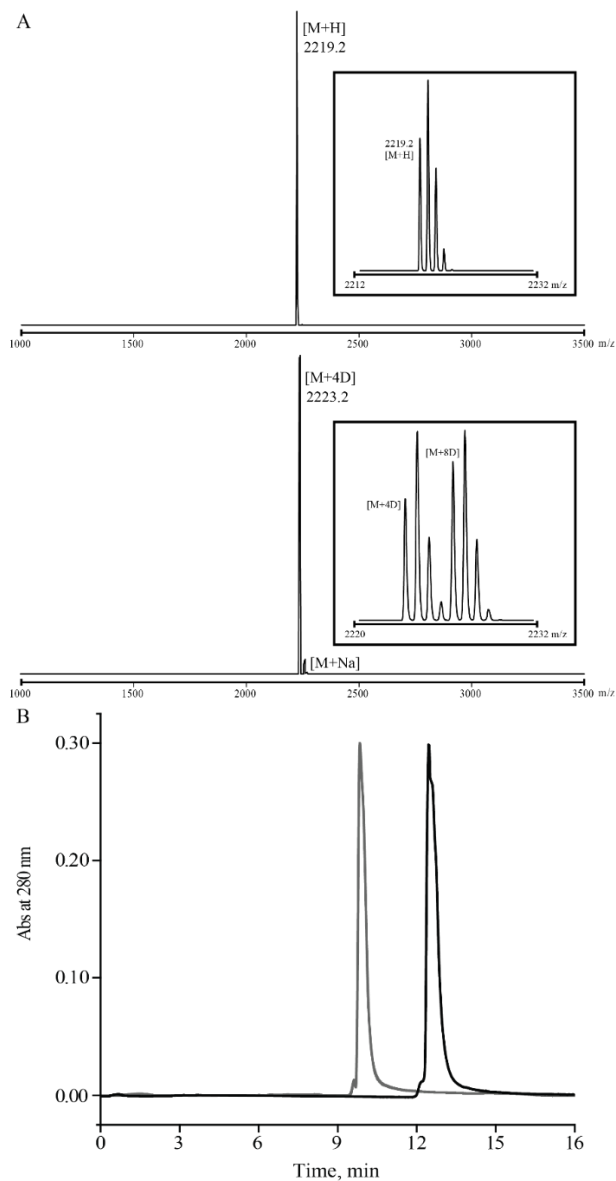 A
[M+H]
2219.2
2219.2
[M+H]
2212 2232 m/z
1000 1500 2000 2500 3000 3500 m/z
[M+4D]
2223.2
[M+8D]
[M+4D]
2220 2232 m/z
[M+Na]
1000 1500 2000 2500 3000 3500 m/z
B
0.30
0.20
Abs at 280 nm
0.10
0.00
0 3 6 9 12 15 16
Time, min